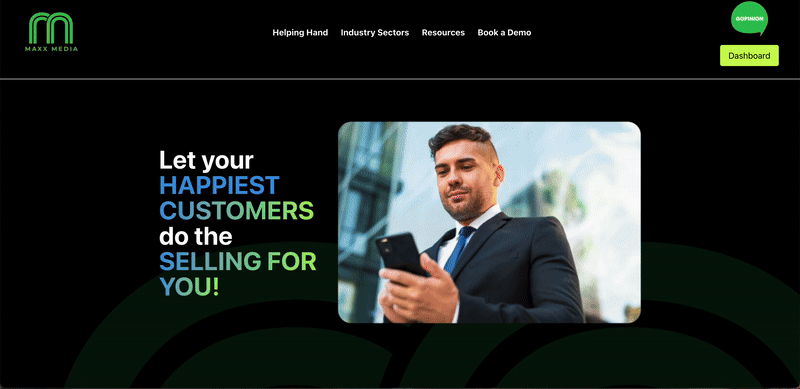 MAXX MEDIA
Helping Hand
Industry Sectors
Resources
Book a Demo
GOPINION
Dashboard
Let your
HAPPIEST
CUSTOMERS
do the
SELLING FOR
YOU!